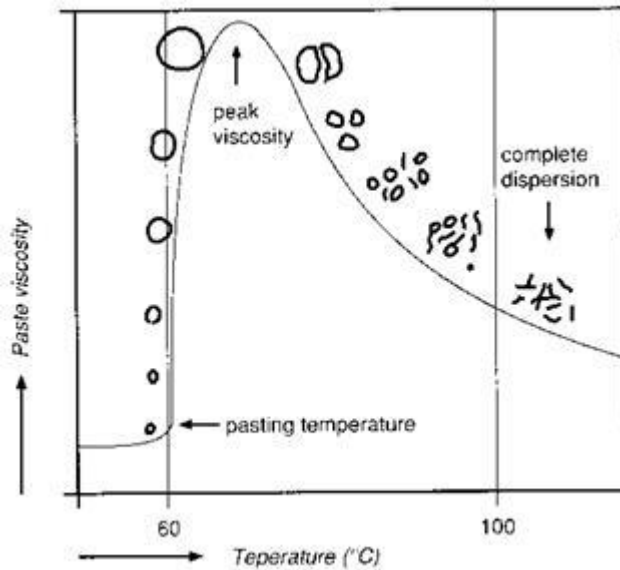 peak
viscosity
complete
dispersion
pasting temperature
Paste viscosity
60
100
Teperature (°C)